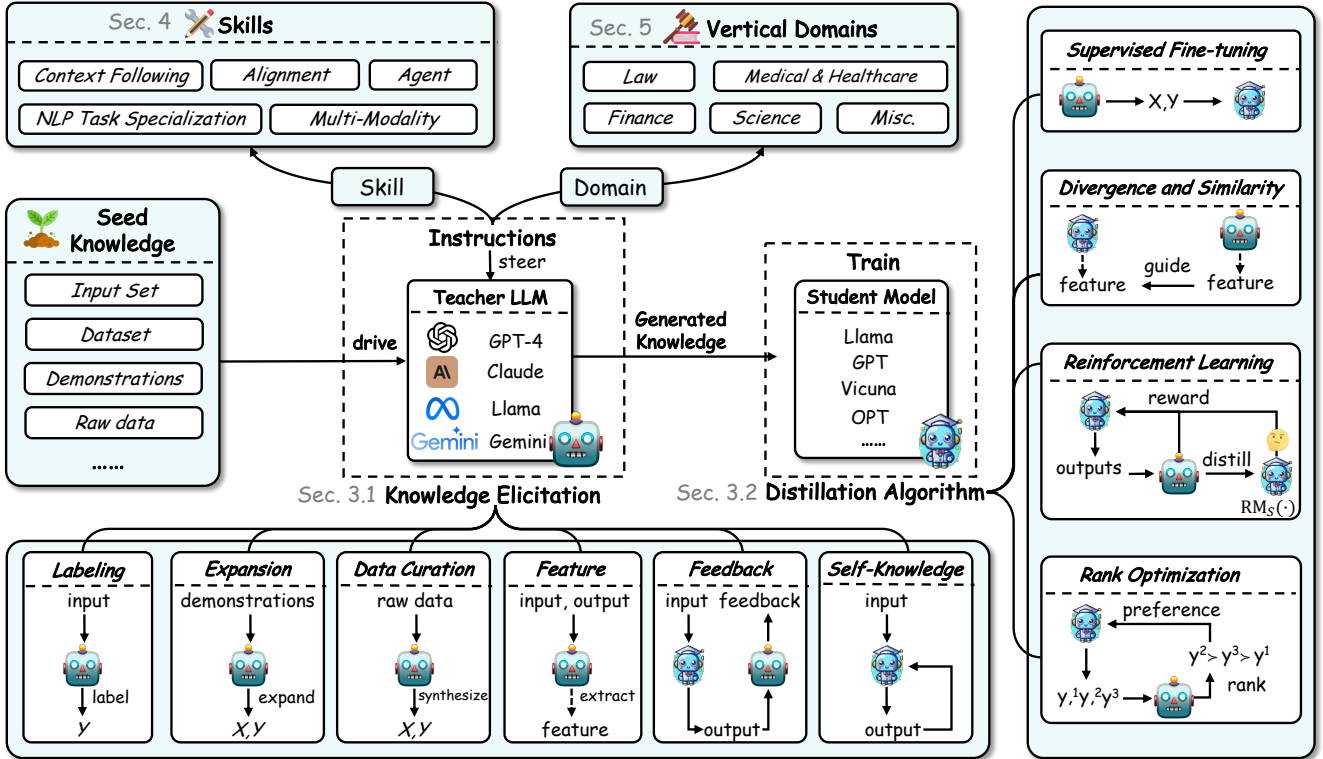 Sec. 4 Skills
Context Following
Alignment
Agent
NLP Task Specialization
Multi-Modality
Sec. 5 Vertical Domains
Law
Medical & Healthcare
Finance
Science
Misc.
Skill
Domain
Seed
Knowledge
Input Set
Dataset
Demonstrations
Raw data
......
drive
Instructions
steer
Teacher LLM
GPT-4
AI Claude
Llama
Gemini Gemini
Sec. 3.1 Knowledge Elicitation
Generated
Knowledge
Train
Student Model
Llama
GPT
Vicuna
OPT
......
Sec. 3.2 Distillation Algorithm
Labeling
input
label
Y
Expansion
demonstrations
expand
X,Y
Data Curation
raw data
synthesize
X,Y
Feature
input, output
extract
feature
Feedback
input feedback
output
Self-Knowledge
input
output
Supervised Fine-tuning
X,Y
Divergence and Similarity
guide
feature
feature
Reinforcement Learning
reward
outputs
distill
RM_S(·)
Rank Optimization
preference
y²≻y³≻y¹
rank
y,¹y,²y³